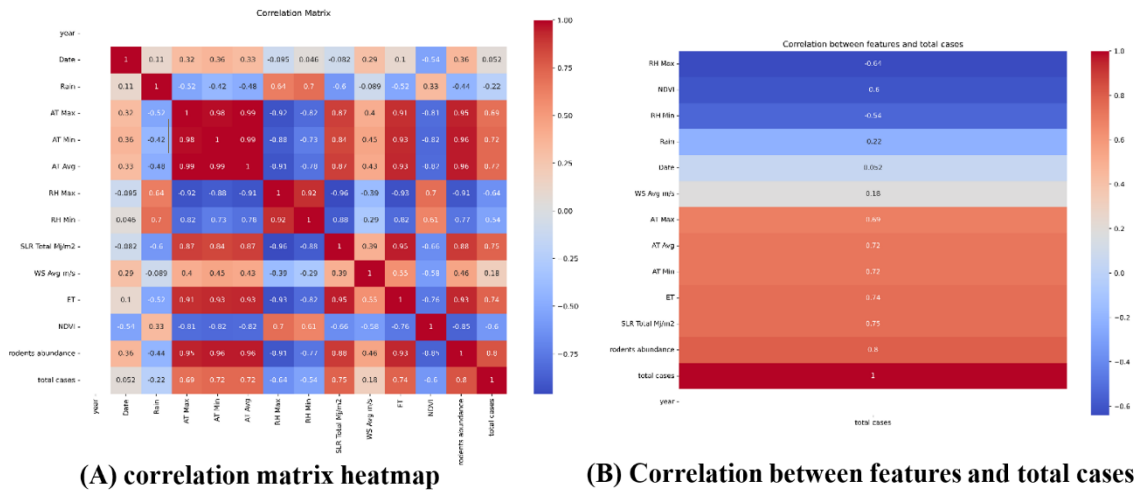 Correlation Matrix
year
Date 1 0.11 0.32 0.36 0.33 -0.095 0.046 -0.082 0.29 0.1 -0.54 0.36 0.052
Rain 0.11 1 -0.52 -0.42 -0.48 0.64 0.7 -0.6 -0.089 -0.52 0.33 -0.44 -0.22
AT Max 0.32 -0.52 1 0.98 0.99 -0.92 -0.82 0.87 0.4 0.91 -0.81 0.95 0.69
AT Min 0.36 -0.42 0.98 1 0.99 -0.88 -0.73 0.84 0.45 0.93 -0.82 0.96 0.72
AT Avg 0.33 -0.48 0.99 0.99 1 -0.91 -0.78 0.87 0.43 0.93 -0.82 0.96 0.72
RH Max -0.095 0.64 -0.92 -0.88 -0.91 1 0.92 -0.96 -0.39 -0.93 0.7 -0.91 -0.64
RH Min 0.046 0.7 -0.82 -0.73 -0.78 0.92 1 -0.88 -0.29 -0.82 0.61 -0.77 -0.54
SLR Total Mj/m2 -0.082 -0.6 0.87 0.84 0.87 -0.96 -0.88 1 0.39 0.95 -0.66 0.88 0.75
WS Avg m/s 0.29 -0.089 0.4 0.45 0.43 -0.39 -0.29 0.39 1 0.55 -0.58 0.46 0.18
ET 0.1 -0.52 0.91 0.93 0.93 -0.93 -0.82 0.95 0.55 1 -0.76 0.93 0.74
NDVI -0.54 0.33 -0.81 -0.82 -0.82 0.7 0.61 -0.66 -0.58 -0.76 1 -0.85 -0.6
rodents abundance 0.36 -0.44 0.95 0.96 0.96 -0.91 -0.77 0.88 0.46 0.93 -0.85 1 0.8
total cases 0.052 -0.22 0.69 0.72 0.72 -0.64 -0.54 0.75 0.18 0.74 -0.6 0.8 1
year Date Rain AT Max AT Min AT Avg RH Max RH Min SLR Total Mj/m2 WS Avg m/s ET NDVI rodents abundance total cases
1.00
0.75
0.50
0.25
0.00
−0.25
−0.50
−0.75
(A) correlation matrix heatmap
Correlation between features and total cases
RH Max -0.64
NDVI 0.6
RH Min -0.54
Rain 0.22
Date 0.052
WS Avg m/s 0.18
AT Max 0.69
AT Avg 0.72
AT Min 0.72
ET 0.74
SLR Total Mj/m2 0.75
rodents abundance 0.8
total cases 1
year
total cases
1.0
0.8
0.6
0.4
0.2
0.0
−0.2
−0.4
−0.6
(B) Correlation between features and total cases